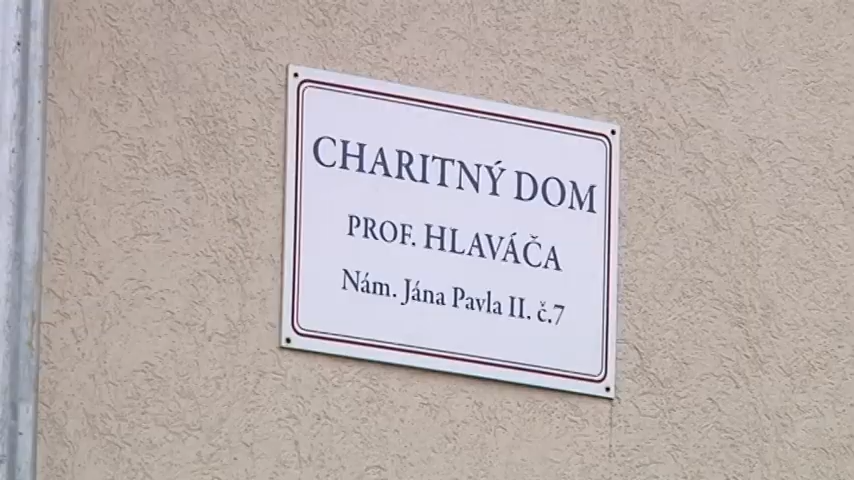 CHARITNÝ DOM
PROF. HLAVÁČA
Nám. Jána Pavla II. č.7